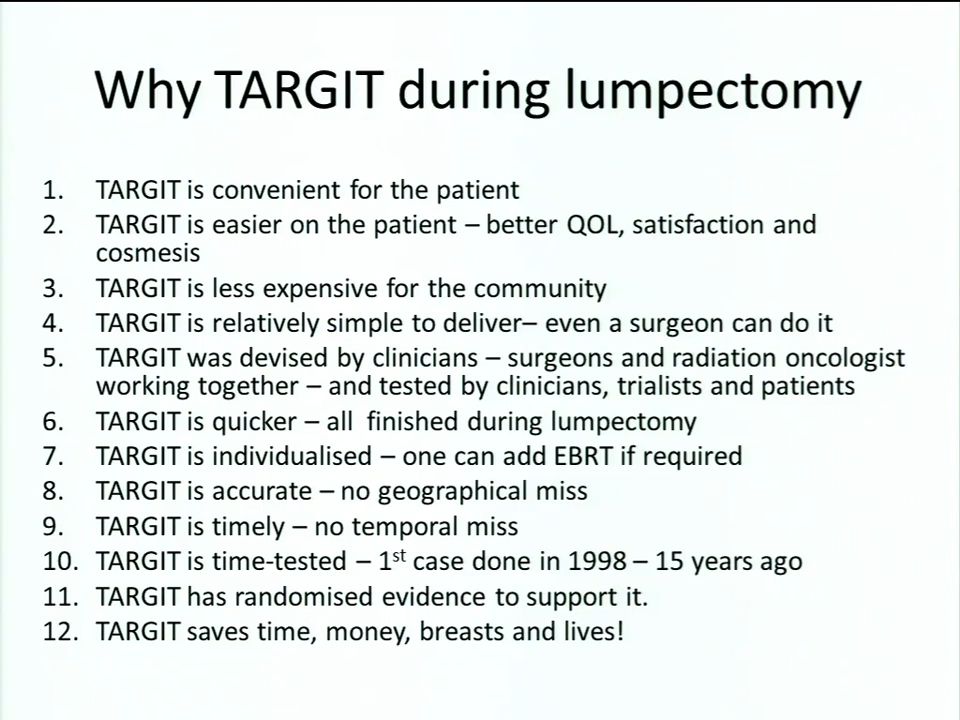 Why TARGIT during lumpectomy
1. TARGIT is convenient for the patient
2. TARGIT is easier on the patient – better QOL, satisfaction and
cosmesis
3. TARGIT is less expensive for the community
4. TARGIT is relatively simple to deliver– even a surgeon can do it
5. TARGIT was devised by clinicians – surgeons and radiation oncologist
working together – and tested by clinicians, trialists and patients
6. TARGIT is quicker – all  finished during lumpectomy
7. TARGIT is individualised – one can add EBRT if required
8. TARGIT is accurate – no geographical miss
9. TARGIT is timely – no temporal miss
10. TARGIT is time-tested – 1st case done in 1998 – 15 years ago
11. TARGIT has randomised evidence to support it.
12. TARGIT saves time, money, breasts and lives!